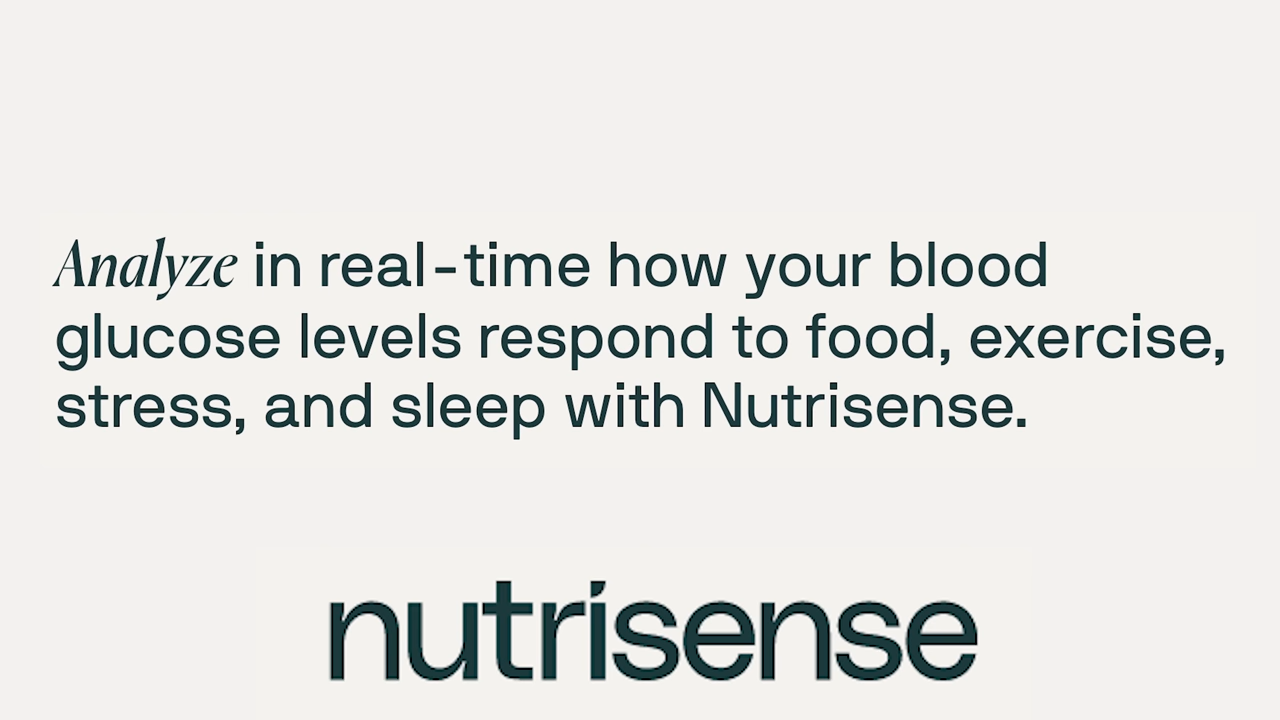 Analyze in real-time how your blood
glucose levels respond to food, exercise,
stress, and sleep with Nutrisense.
nutrisense